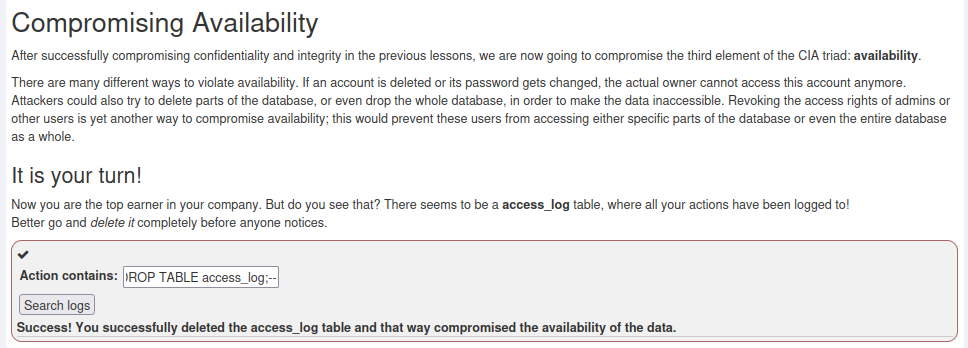 Compromising Availability
After successfully compromising confidentiality and integrity in the previous lessons, we are now going to compromise the third element of the CIA triad: availability.
There are many different ways to violate availability. If an account is deleted or its password gets changed, the actual owner cannot access this account anymore.
Attackers could also try to delete parts of the database, or even drop the whole database, in order to make the data inaccessible. Revoking the access rights of admins or
other users is yet another way to compromise availability; this would prevent these users from accessing either specific parts of the database or even the entire database
as a whole.
It is your turn!
Now you are the top earner in your company. But do you see that? There seems to be a access_log table, where all your actions have been logged to!
Better go and delete it completely before anyone notices.
Action contains: ROP TABLE access_log;--
Search logs
Success! You successfully deleted the access_log table and that way compromised the availability of the data.